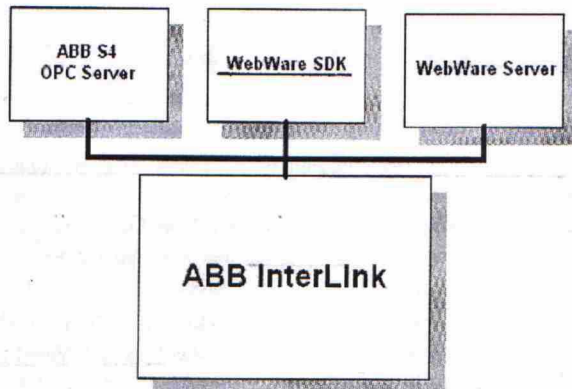 ABB S4
OPC Server
WebWare SDK
WebWare Server
ABB InterLink